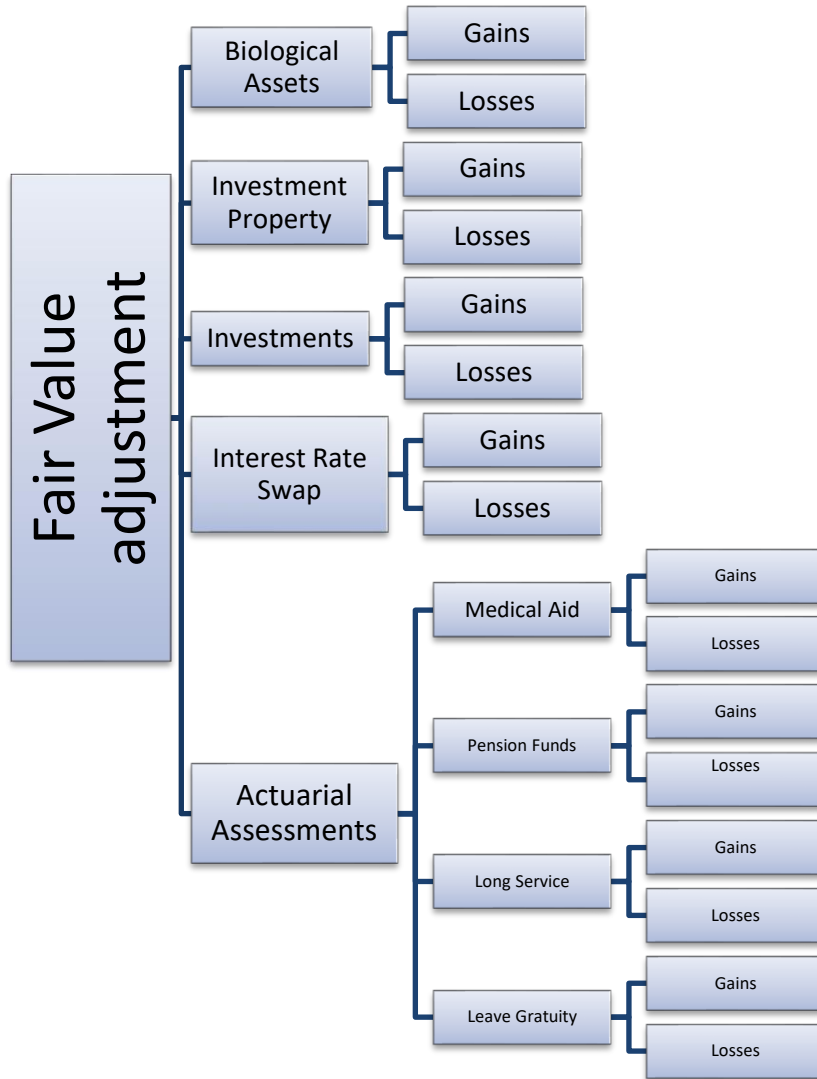 Fair Value
adjustment
Biological
Assets
Gains
Losses
Investment
Property
Gains
Losses
Investments
Gains
Losses
Interest Rate
Swap
Gains
Losses
Actuarial
Assessments
Medical Aid
Gains
Losses
Pension Funds
Gains
Losses
Long Service
Gains
Losses
Leave Gratuity
Gains
Losses